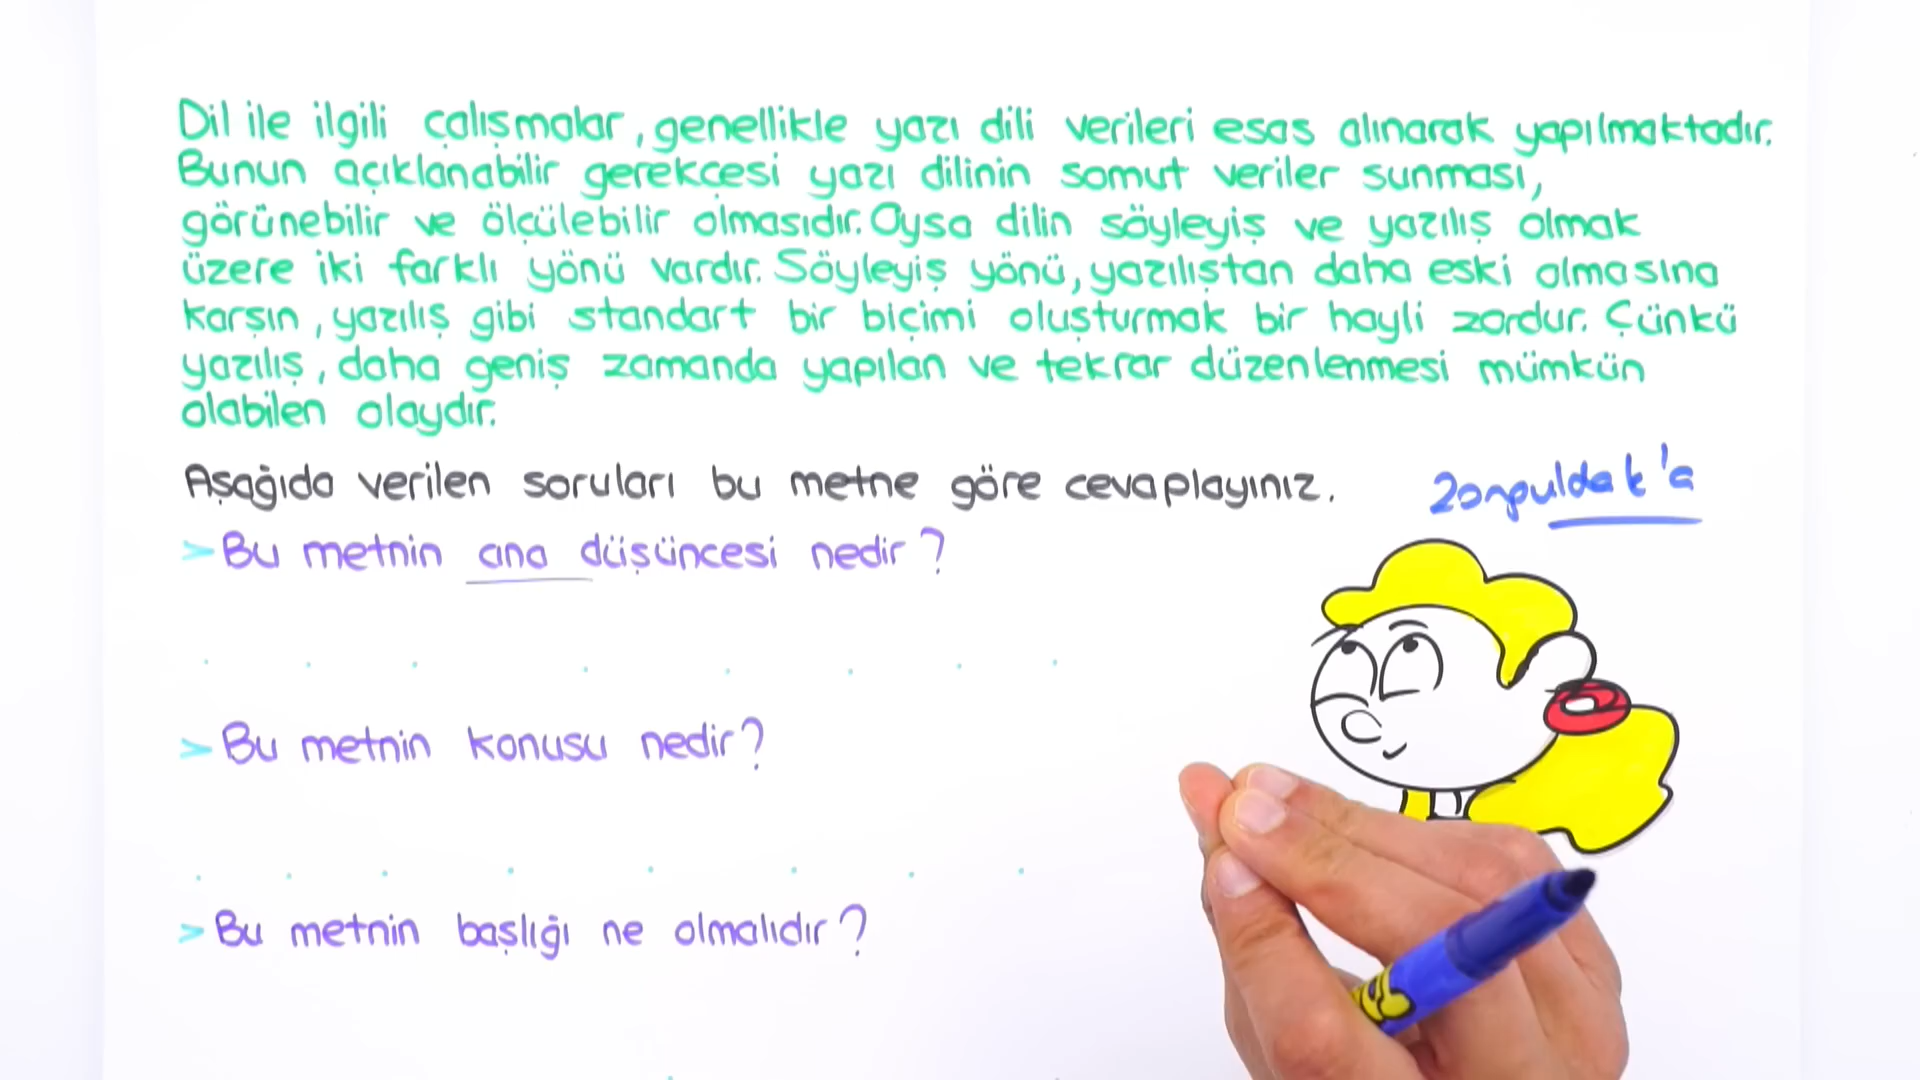 Dil ile ilgili çalışmalar, genellikle yazı dili verileri esas alınarak yapılmaktadır.
Bunun açıklanabilir gerekçesi yazı dilinin somut veriler sunması,
görünebilir ve ölçülebilir olmasıdır. Oysa dilin söyleyiş ve yazılış olmak
üzere iki farklı yönü vardır. Söyleyiş yönü, yazılıştan daha eski olmasına
karşın, yazılış gibi standart bir biçimi oluşturmak bir hayli zordur. Çünkü
yazılış, daha geniş zamanda yapılan ve tekrar düzenlenmesi mümkün
olabilen olaydır.
Aşağıda verilen soruları bu metne göre cevaplayınız.
Zonguldak'a
> Bu metnin ana düşüncesi nedir?
> Bu metnin konusu nedir?
> Bu metnin başlığı ne olmalıdır?